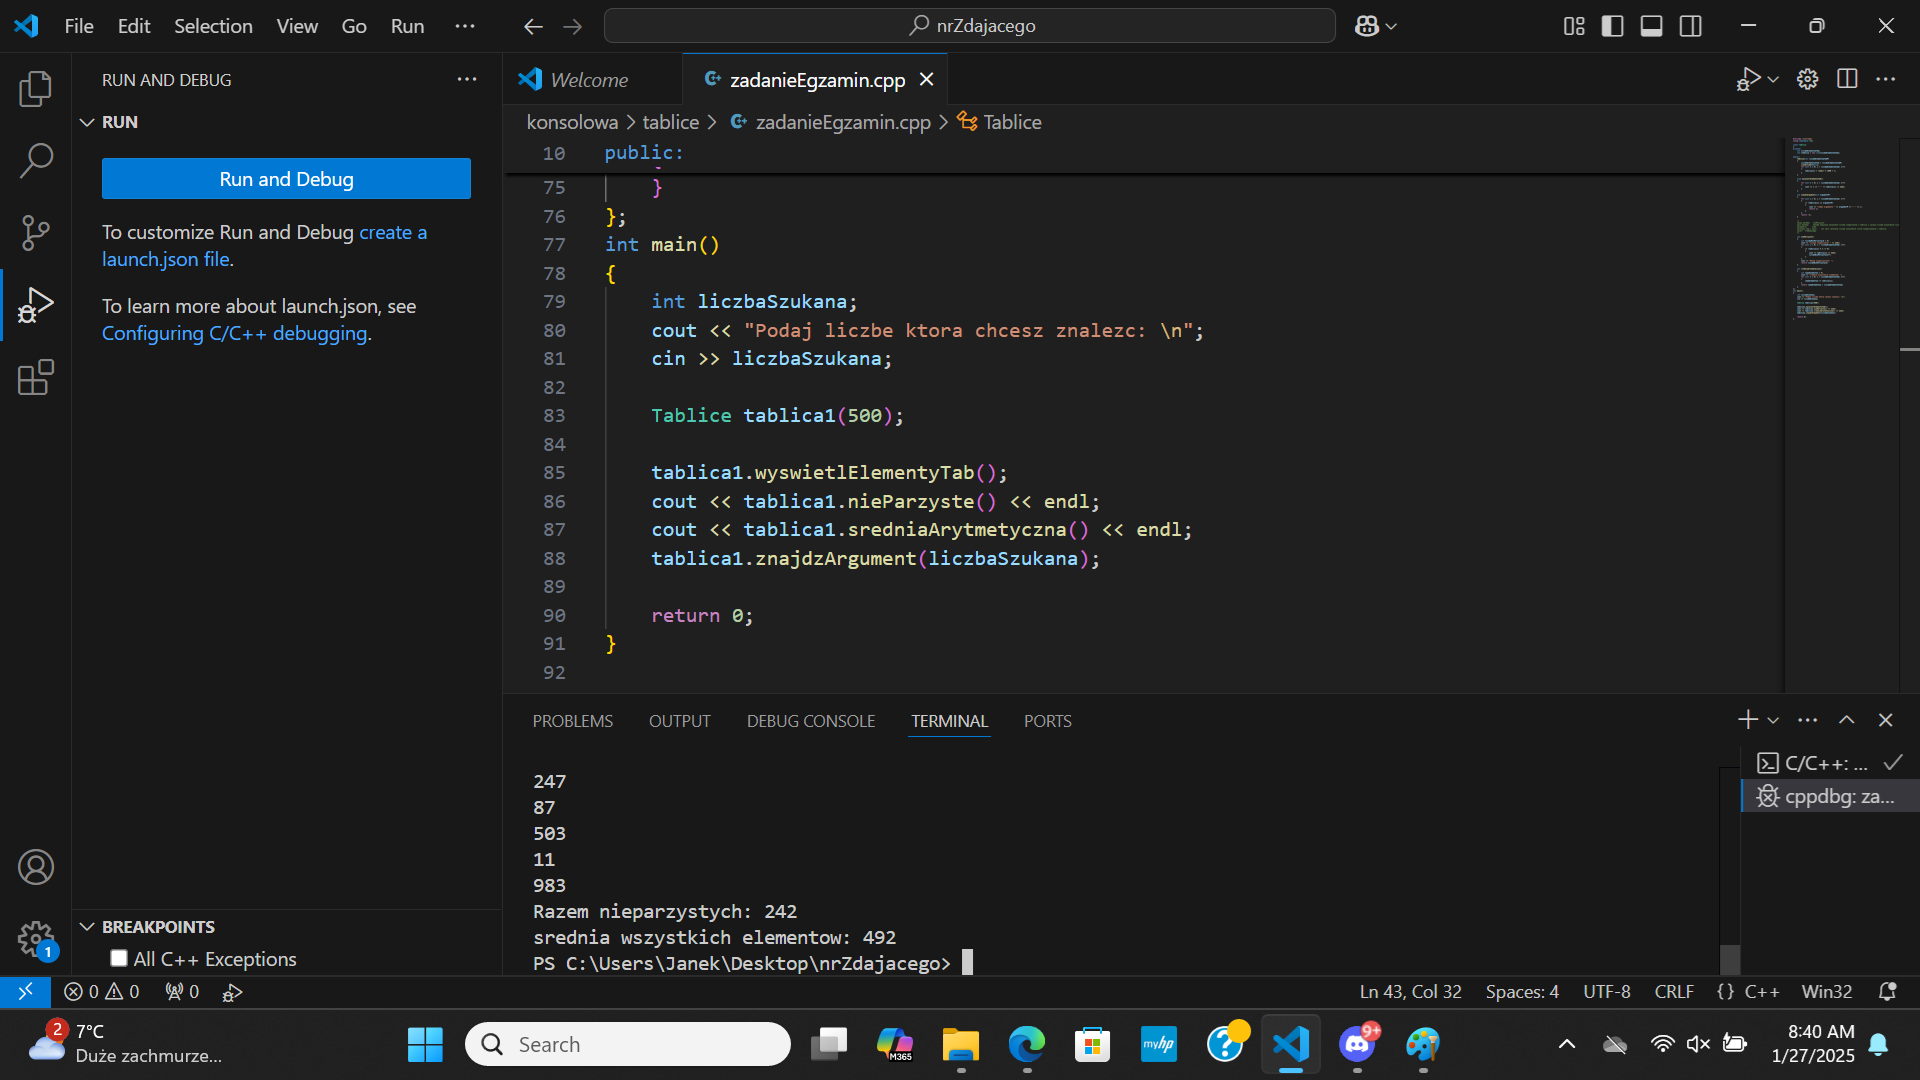 File Edit Selection View Go Run ···
nrZdajacego
RUN AND DEBUG
RUN
Run and Debug
To customize Run and Debug create a
launch.json file.
To learn more about launch.json, see
Configuring C/C++ debugging.
BREAKPOINTS
All C++ Exceptions
Welcome
zadanieEgzamin.cpp
konsolowa > tablice > zadanieEgzamin.cpp > Tablice
10 public:
75 }
76 };
77 int main()
78 {
79 int liczbaSzukana;
80 cout << "Podaj liczbe ktora chcesz znalezc: \n";
81 cin >> liczbaSzukana;
82
83 Tablice tablica1(500);
84
85 tablica1.wyswietlElementyTab();
86 cout << tablica1.nieParzyste() << endl;
87 cout << tablica1.sredniaArytmetyczna() << endl;
88 tablica1.znajdzArgument(liczbaSzukana);
89
90 return 0;
91 }
92
PROBLEMS OUTPUT DEBUG CONSOLE TERMINAL PORTS
247
87
503
11
983
Razem nieparzystych: 242
srednia wszystkich elementow: 492
PS C:\Users\Janek\Desktop\nrZdajacego>
C/C++: ...
cppdbg: za...
1
0 0 0
Ln 43, Col 32 Spaces: 4 UTF-8 CRLF {} C++ Win32
2
7°C
Duże zachmurze...
Search
M365
myhp
?
9+
8:40 AM
1/27/2025